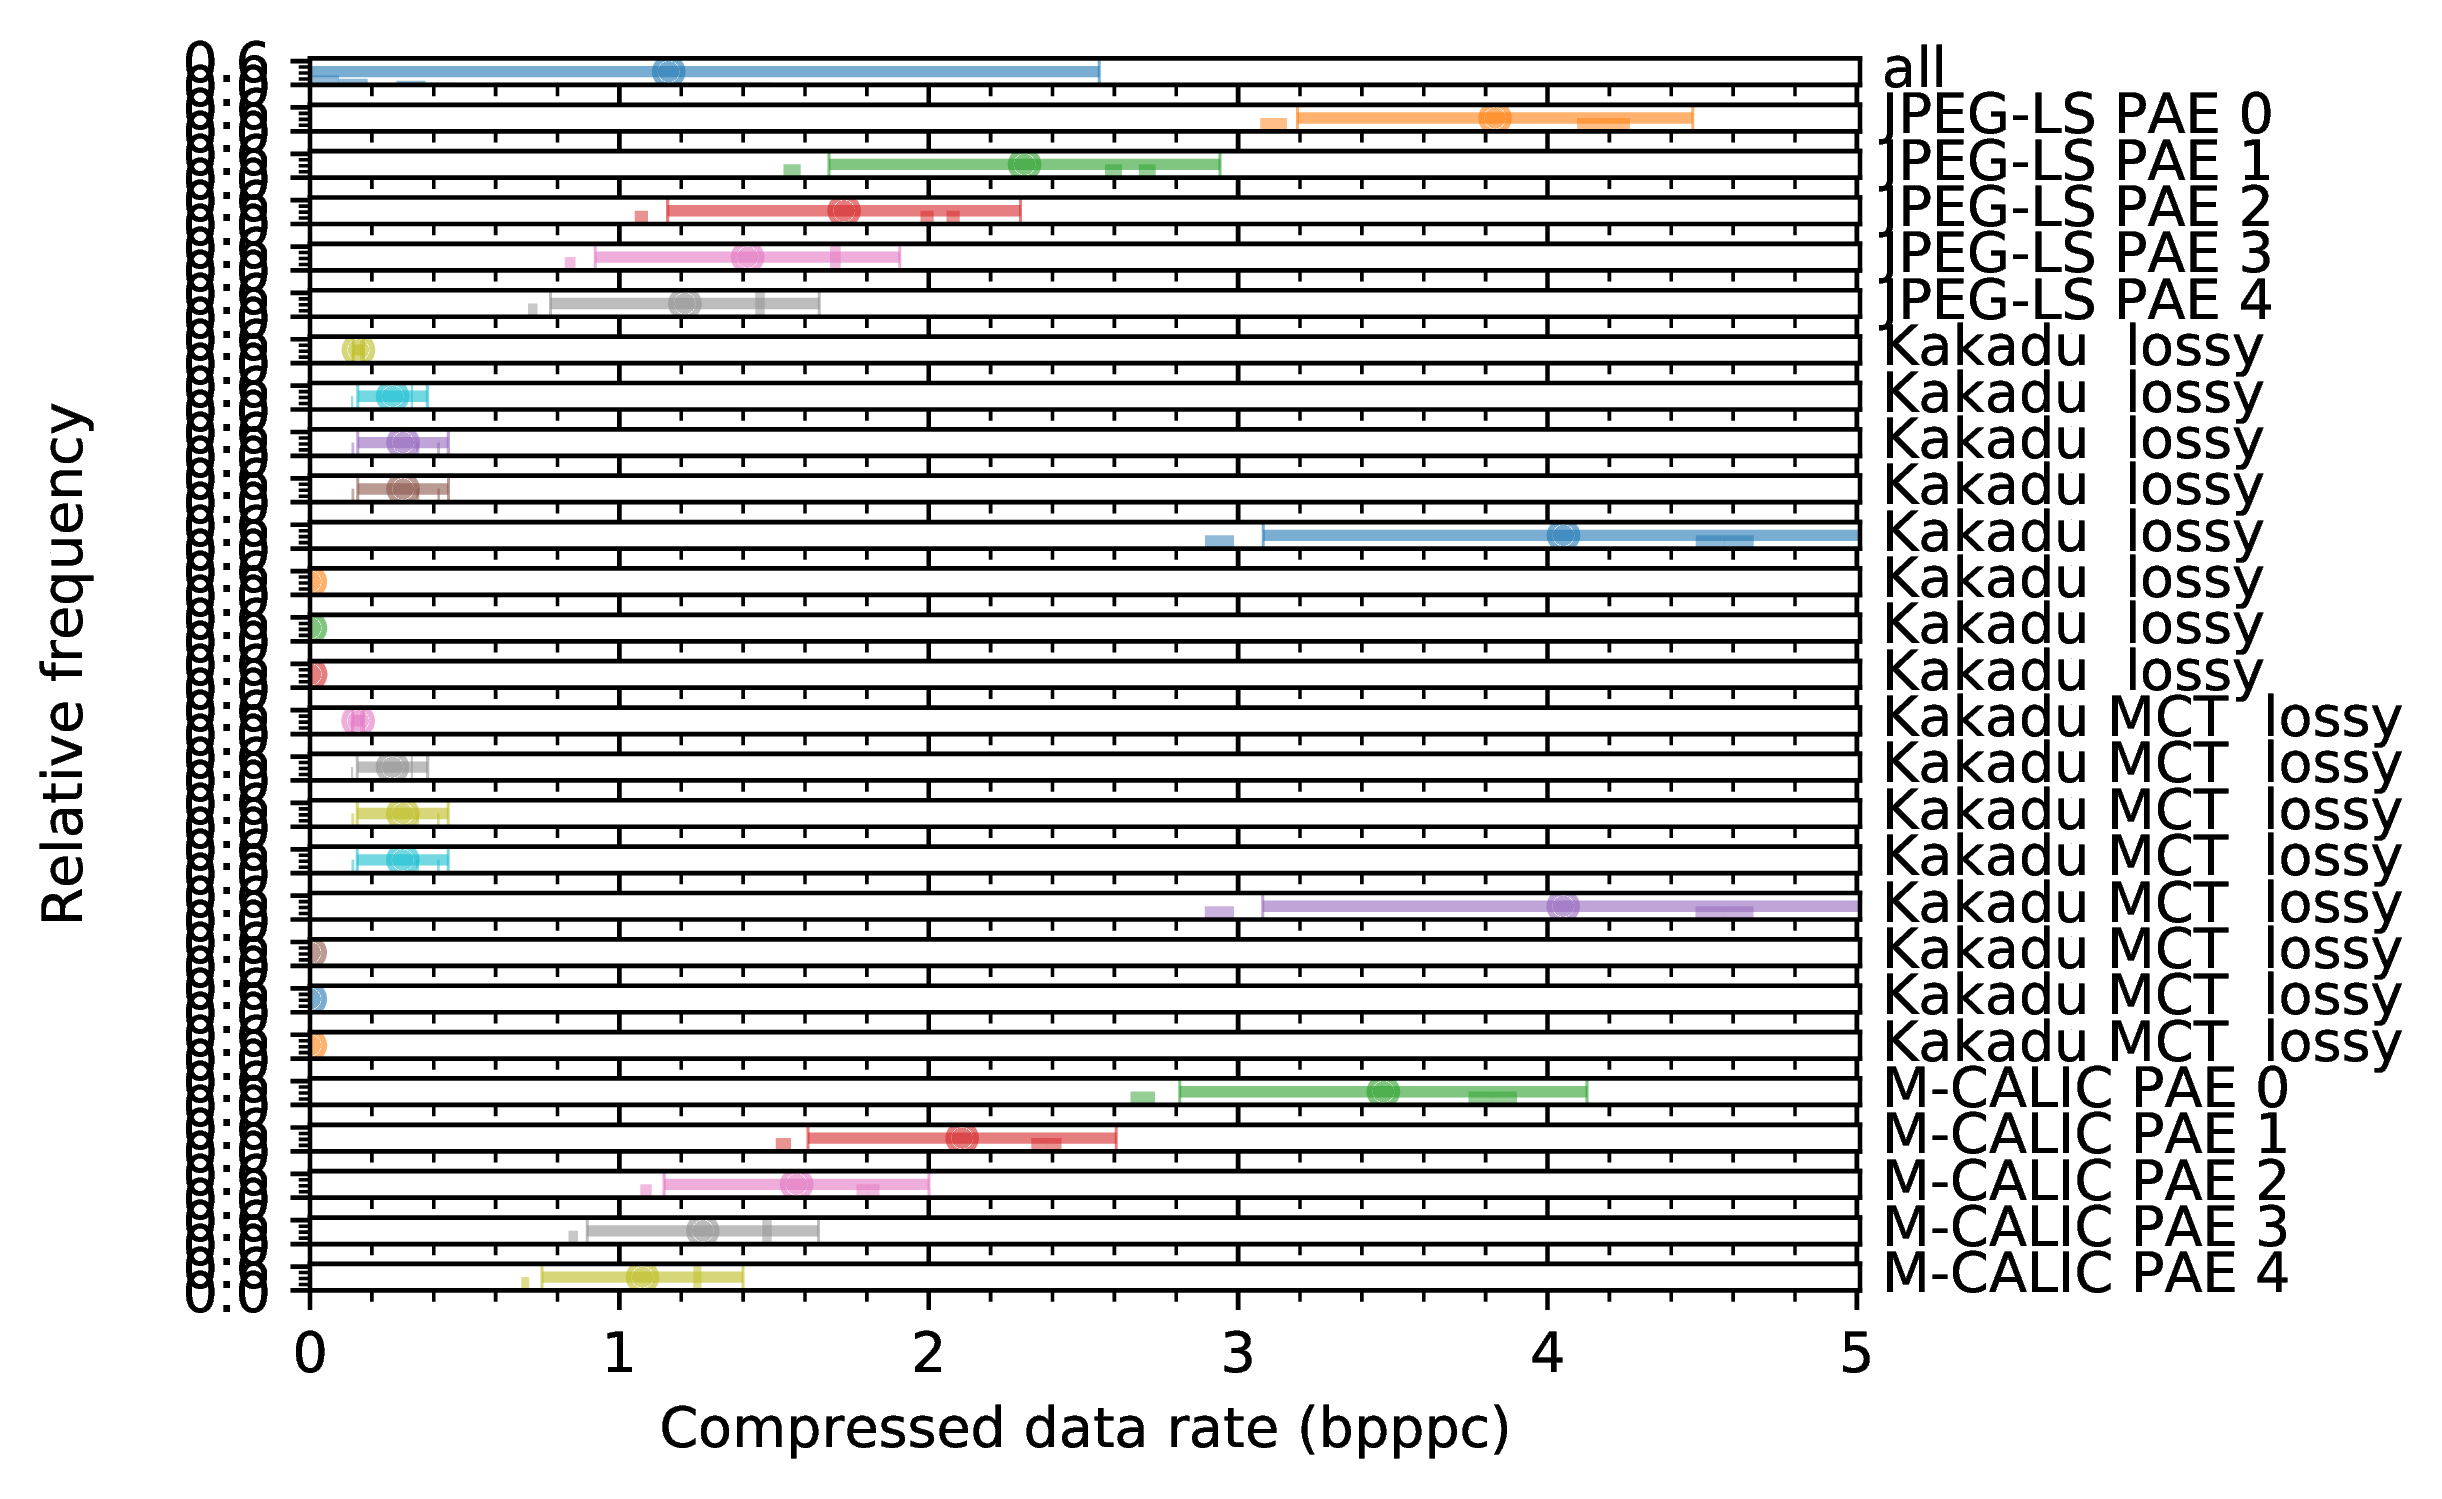 Relative frequency
0.6
0.0
all
JPEG-LS PAE 0
JPEG-LS PAE 1
JPEG-LS PAE 2
JPEG-LS PAE 3
JPEG-LS PAE 4
Kakadu  lossy
Kakadu  lossy
Kakadu  lossy
Kakadu  lossy
Kakadu  lossy
Kakadu  lossy
Kakadu  lossy
Kakadu  lossy
Kakadu MCT  lossy
Kakadu MCT  lossy
Kakadu MCT  lossy
Kakadu MCT  lossy
Kakadu MCT  lossy
Kakadu MCT  lossy
Kakadu MCT  lossy
Kakadu MCT  lossy
M-CALIC PAE 0
M-CALIC PAE 1
M-CALIC PAE 2
M-CALIC PAE 3
M-CALIC PAE 4
0 1 2 3 4 5
Compressed data rate (bpppc)